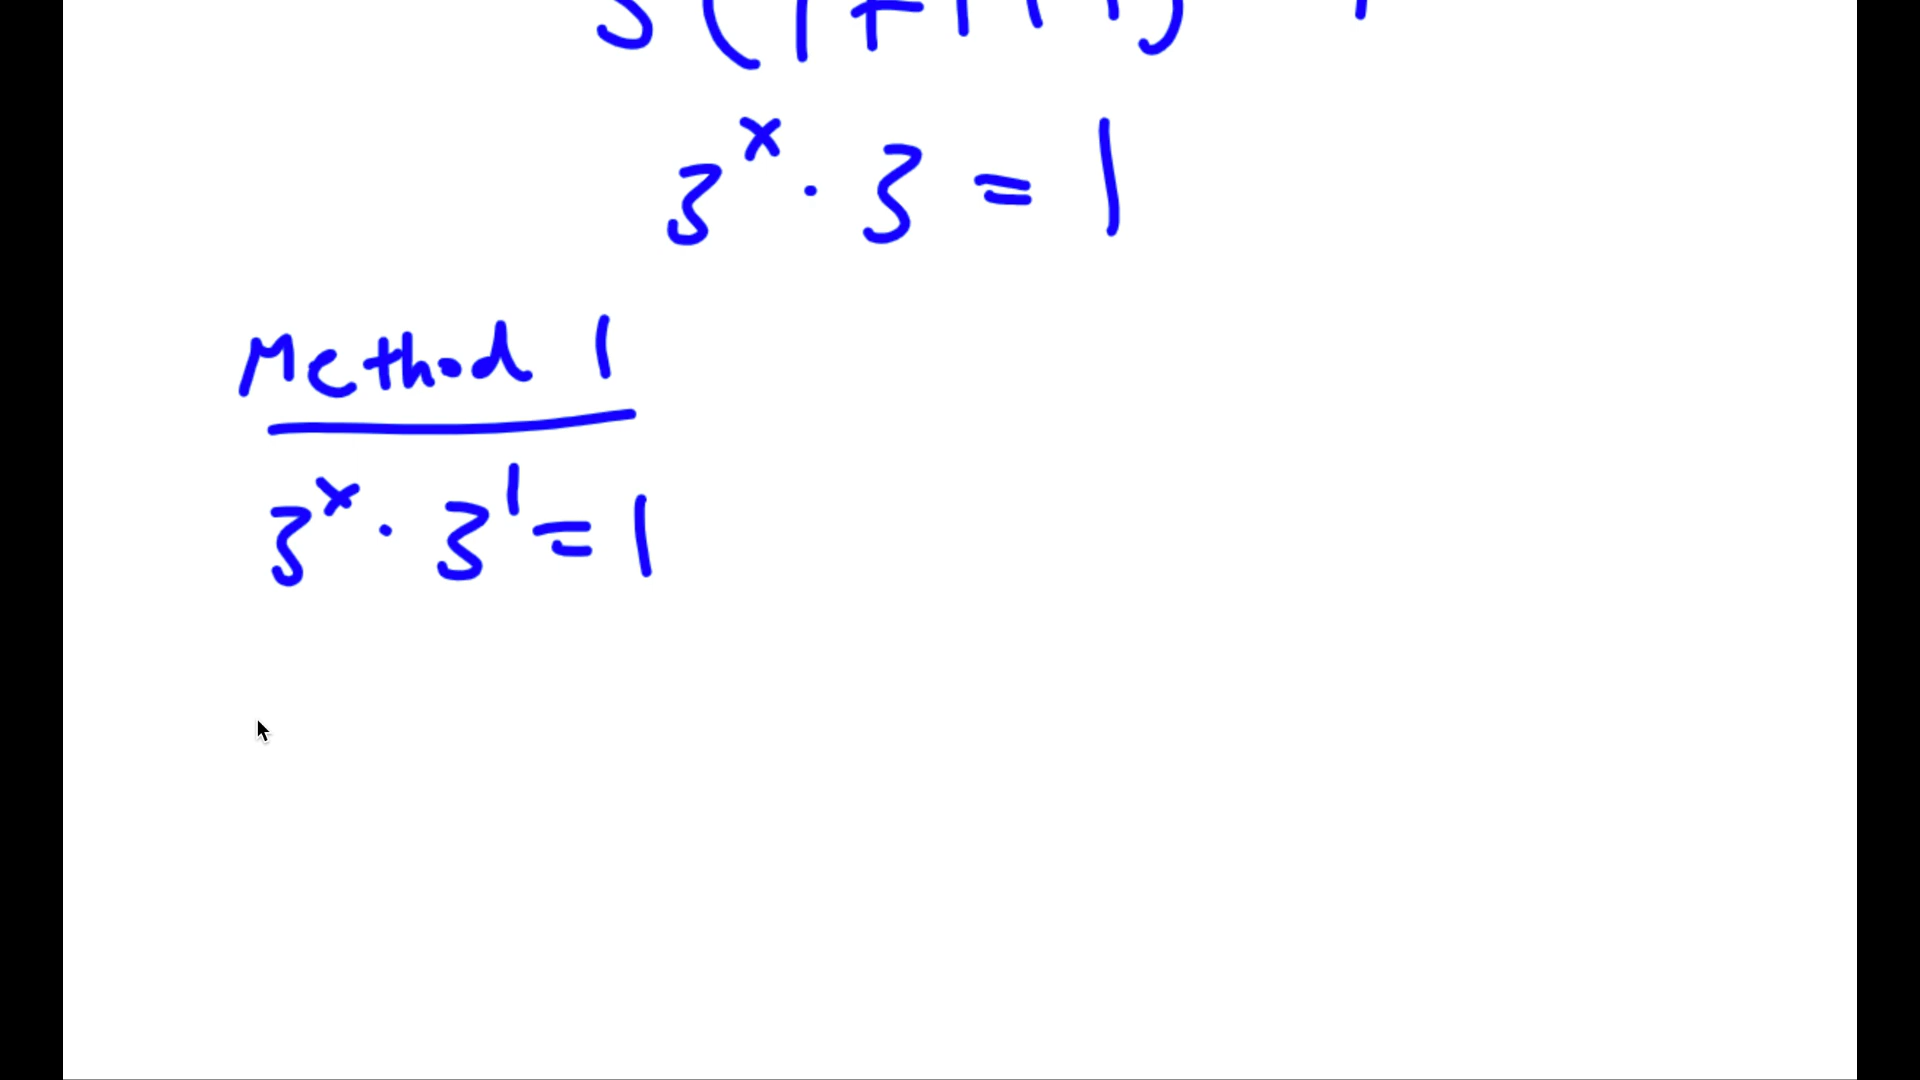 3^x · 3 = 1
Method 1
3^x · 3^1 = 1